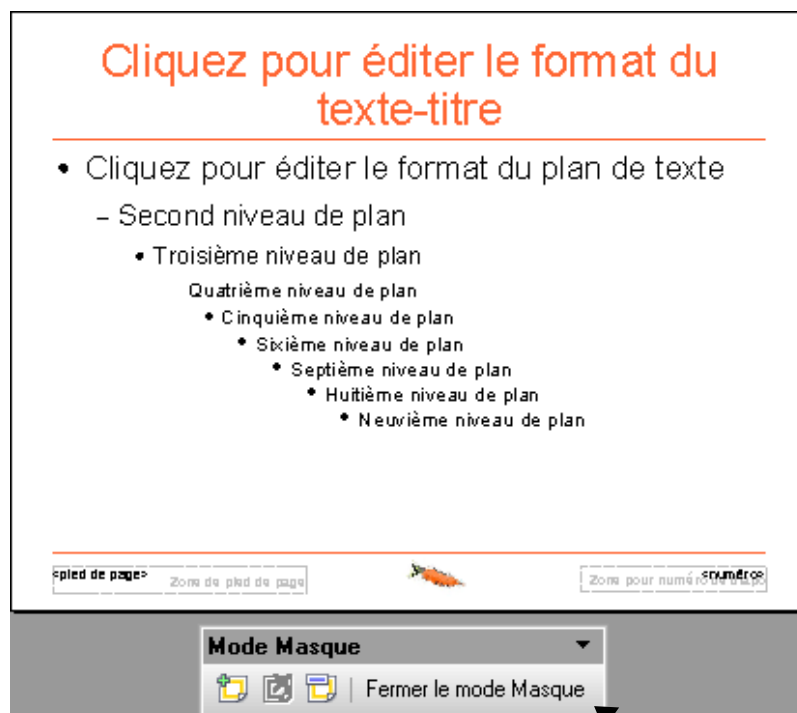 Cliquez pour éditer le format du
texte-titre
• Cliquez pour éditer le format du plan de texte
– Second niveau de plan
• Troisième niveau de plan
Quatrième niveau de plan
• Cinquième niveau de plan
• Sixième niveau de plan
• Septième niveau de plan
• Huitième niveau de plan
• Neuvième niveau de plan
<pied de page> Zone de pied de page Zone pour numéro <numéro>
Mode Masque
Fermer le mode Masque